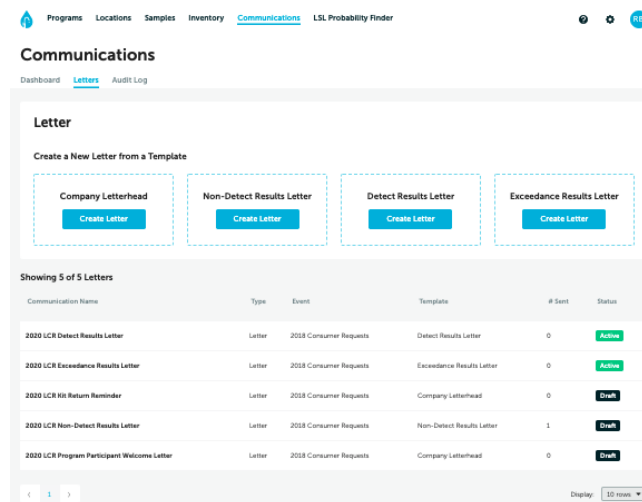 Programs Locations Samples Inventory Communications LSL Probability Finder ? RB
Communications
Dashboard Letters Audit Log
Letter
Create a New Letter from a Template
Company Letterhead Non-Detect Results Letter Detect Results Letter Exceedance Results Letter
Create Letter Create Letter Create Letter Create Letter
Showing 5 of 5 Letters
Communication Name Type Event Template # Sent Status
2020 LCR Detect Results Letter Letter 2018 Consumer Requests Detect Results Letter 0 Active
2020 LCR Exceedance Results Letter Letter 2018 Consumer Requests Exceedance Results Letter 0 Active
2020 LCR Kit Return Reminder Letter 2018 Consumer Requests Company Letterhead 0 Draft
2020 LCR Non-Detect Results Letter Letter 2018 Consumer Requests Non-Detect Results Letter 1 Draft
2020 LCR Program Participant Welcome Letter Letter 2018 Consumer Requests Company Letterhead 0 Draft
1 Display: 10 rows